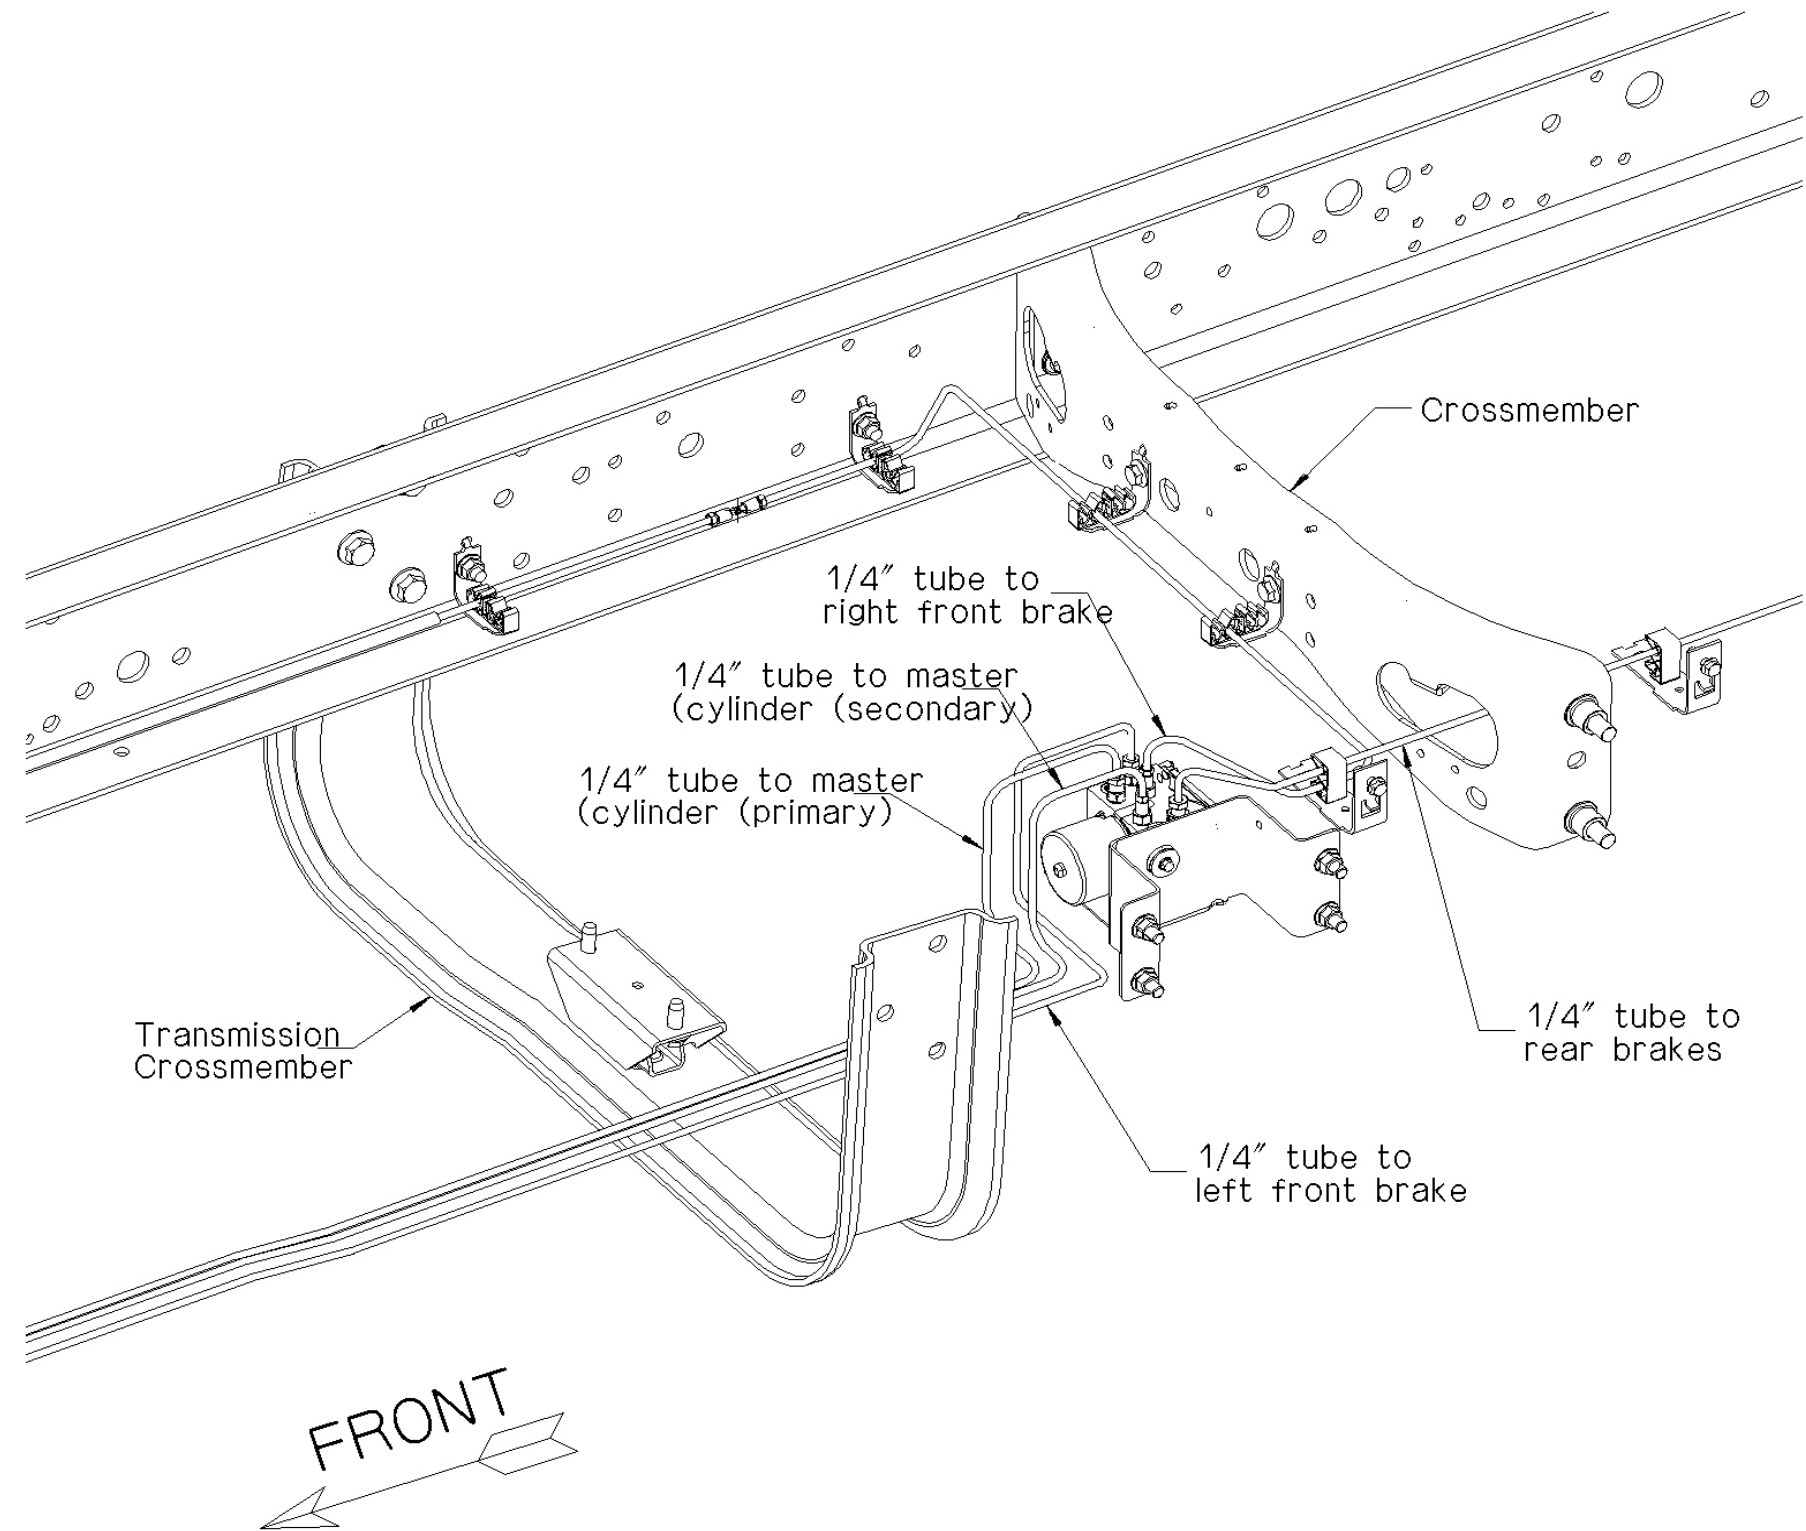 Crossmember
1/4″ tube to
right front brake
1/4″ tube to master
(cylinder (secondary)
1/4″ tube to master
(cylinder (primary)
Transmission
Crossmember
1/4″ tube to
rear brakes
1/4″ tube to
left front brake
FRONT